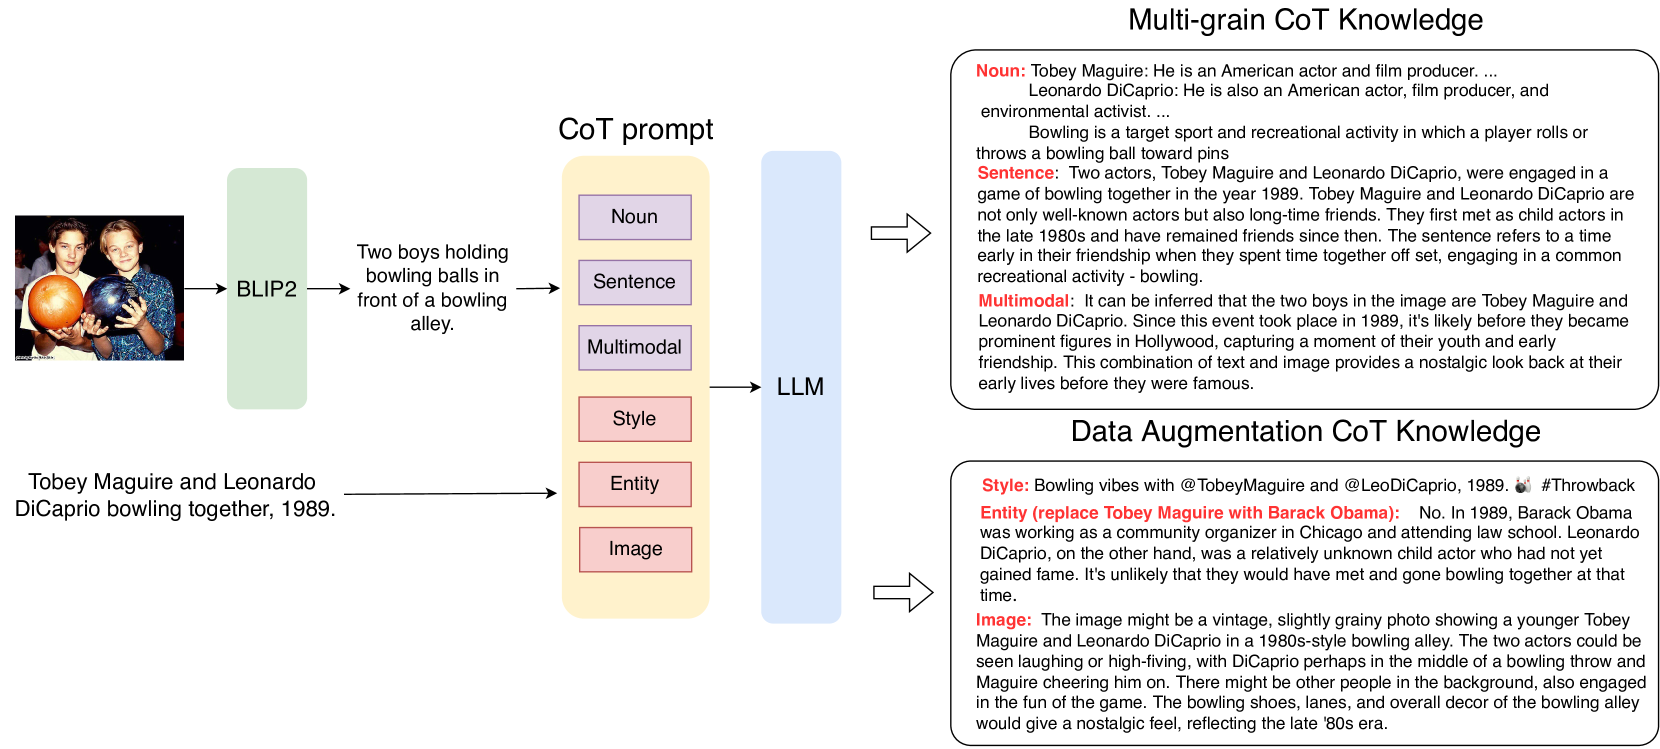 Multi-grain CoT Knowledge
Noun: Tobey Maguire: He is an American actor and film producer. ...
Leonardo DiCaprio: He is also an American actor, film producer, and
environmental activist. ...
Bowling is a target sport and recreational activity in which a player rolls or
throws a bowling ball toward pins
Sentence: Two actors, Tobey Maguire and Leonardo DiCaprio, were engaged in a
game of bowling together in the year 1989. Tobey Maguire and Leonardo DiCaprio are
not only well-known actors but also long-time friends. They first met as child actors in
the late 1980s and have remained friends since then. The sentence refers to a time
early in their friendship when they spent time together off set, engaging in a common
recreational activity - bowling.
Multimodal: It can be inferred that the two boys in the image are Tobey Maguire and
Leonardo DiCaprio. Since this event took place in 1989, it's likely before they became
prominent figures in Hollywood, capturing a moment of their youth and early
friendship. This combination of text and image provides a nostalgic look back at their
early lives before they were famous.
CoT prompt
Noun
Sentence
Multimodal
Style
Entity
Image
BLIP2
Two boys holding
bowling balls in
front of a bowling
alley.
LLM
Tobey Maguire and Leonardo
DiCaprio bowling together, 1989.
Data Augmentation CoT Knowledge
Style: Bowling vibes with @TobeyMaguire and @LeoDiCaprio, 1989. 🎳 #Throwback
Entity (replace Tobey Maguire with Barack Obama): No. In 1989, Barack Obama
was working as a community organizer in Chicago and attending law school. Leonardo
DiCaprio, on the other hand, was a relatively unknown child actor who had not yet
gained fame. It's unlikely that they would have met and gone bowling together at that
time.
Image: The image might be a vintage, slightly grainy photo showing a younger Tobey
Maguire and Leonardo DiCaprio in a 1980s-style bowling alley. The two actors could be
seen laughing or high-fiving, with DiCaprio perhaps in the middle of a bowling throw and
Maguire cheering him on. There might be other people in the background, also engaged
in the fun of the game. The bowling shoes, lanes, and overall decor of the bowling alley
would give a nostalgic feel, reflecting the late '80s era.